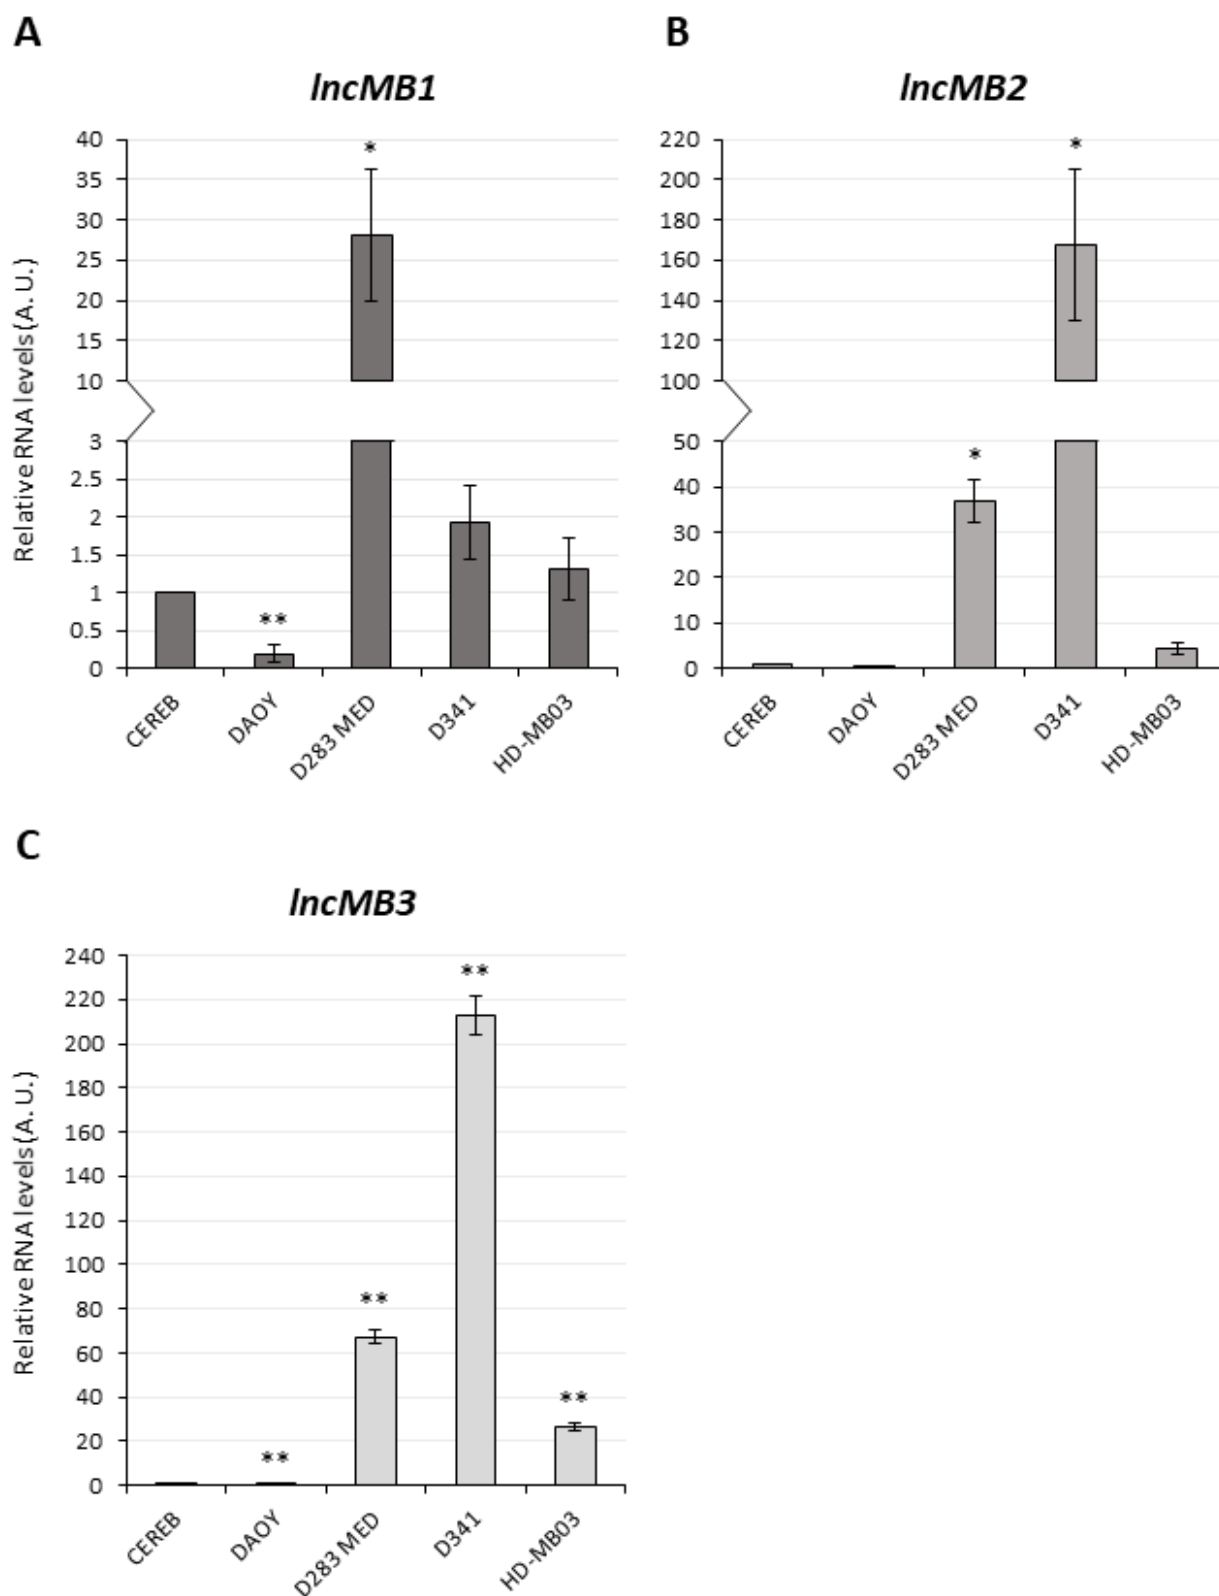 A
lncMB1
Relative RNA levels (A. U.)
40
35
30
25
20
15
10
3
2.5
2
1.5
1
0.5
0
*
**
CEREB
DAOY
D283 MED
D341
HD-MB03
B
lncMB2
220
200
180
160
140
120
100
50
40
30
20
10
0
*
*
CEREB
DAOY
D283 MED
D341
HD-MB03
C
lncMB3
Relative RNA levels (A. U.)
240
220
200
180
160
140
120
100
80
60
40
20
0
**
**
**
**
CEREB
DAOY
D283 MED
D341
HD-MB03